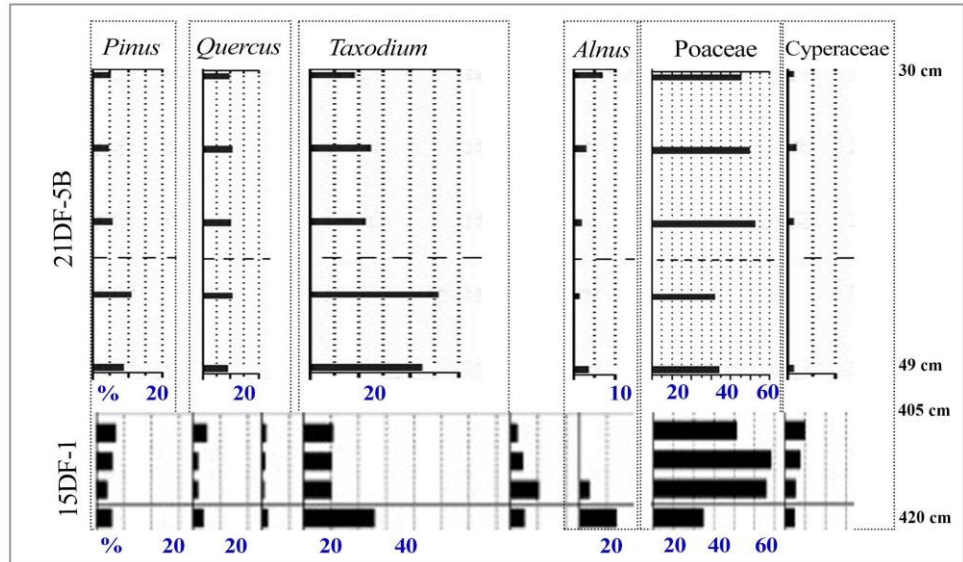 Pinus Quercus Taxodium Alnus Poaceae Cyperaceae
30 cm
21DF-5B
49 cm
% 20 20 10 20 40 60
405 cm
15DF-1
420 cm
% 20 20 20 40 20 20 40 60